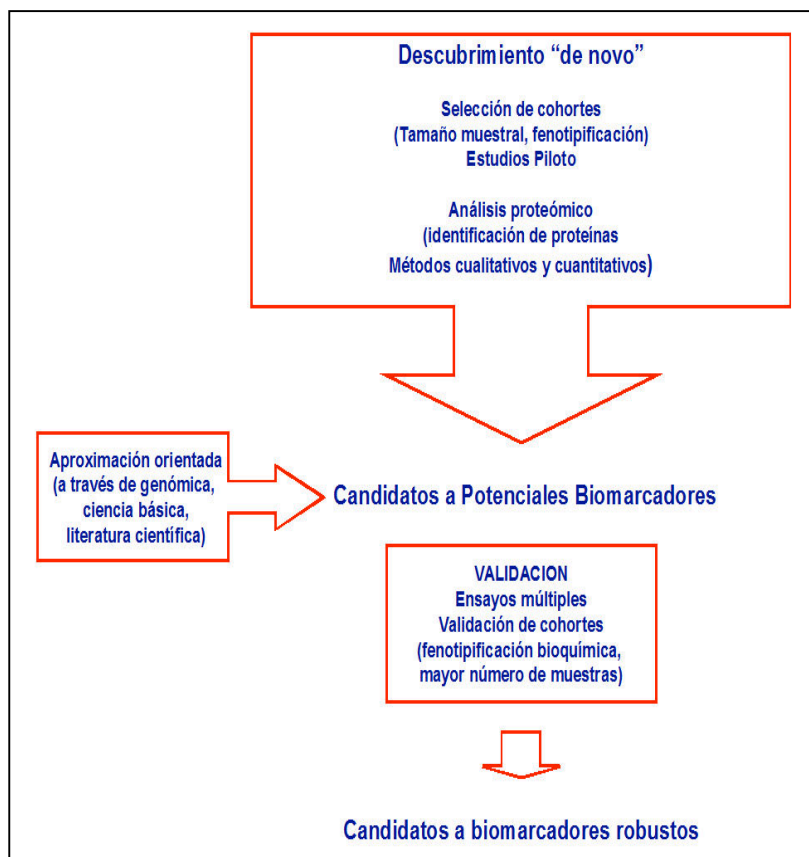 Descubrimiento “de novo”
Selección de cohortes
(Tamaño muestral, fenotipificación)
Estudios Piloto
Análisis proteómico
(identificación de proteínas
Métodos cualitativos y cuantitativos)
Aproximación orientada
(a través de genómica,
ciencia básica,
literatura científica)
Candidatos a Potenciales Biomarcadores
VALIDACION
Ensayos múltiples
Validación de cohortes
(fenotipificación bioquímica,
mayor número de muestras)
Candidatos a biomarcadores robustos